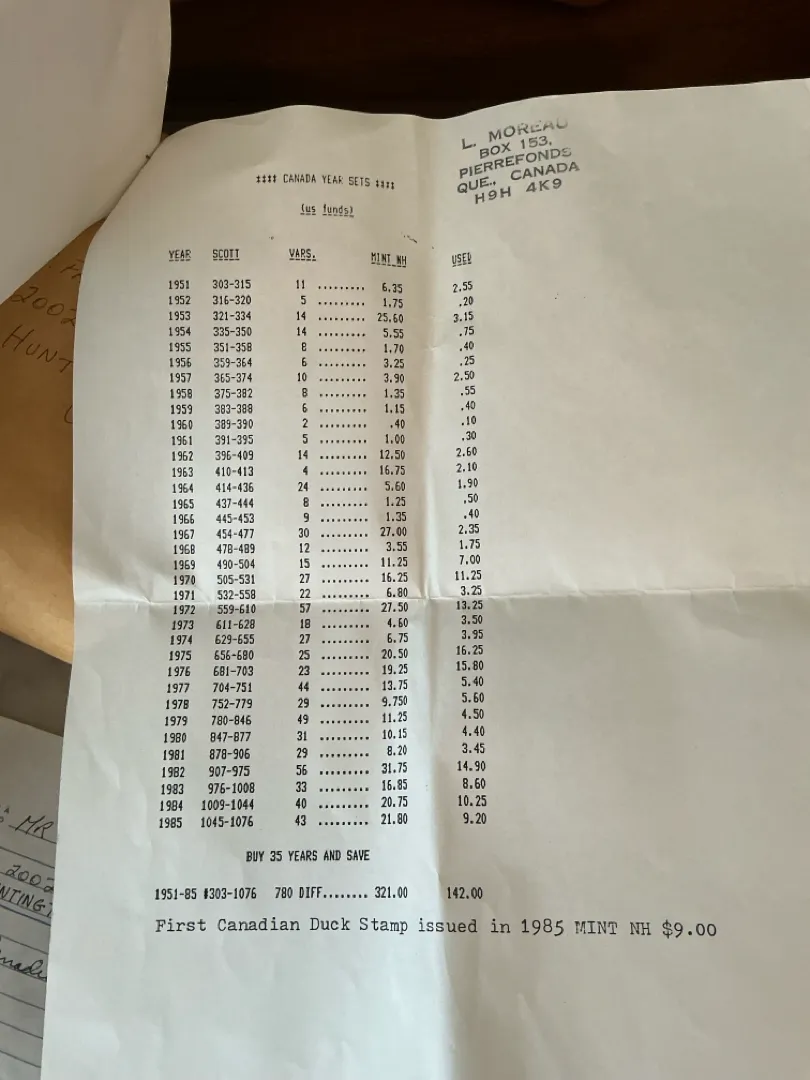 L. MOREAU
BOX 153,
PIERREFONDS
QUE., CANADA
H9H 4K9
‡‡‡‡ CANADA YEAR SETS ‡‡‡‡
(us funds)
YEAR SCOTT VARS. MINT NH USED
1951 303-315 11 ......... 6.35 2.55
1952 316-320 5 ......... 1.75 .20
1953 321-334 14 ......... 25.60 3.15
1954 335-350 14 ......... 5.55 .75
1955 351-358 8 ......... 1.70 .40
1956 359-364 6 ......... 3.25 .25
1957 365-374 10 ......... 3.90 2.50
1958 375-382 8 ......... 1.35 .55
1959 383-388 6 ......... 1.15 .40
1960 389-390 2 ......... .40 .10
1961 391-395 5 ......... 1.00 .30
1962 396-409 14 ......... 12.50 2.60
1963 410-413 4 ......... 16.75 2.10
1964 414-436 24 ......... 5.60 1.90
1965 437-444 8 ......... 1.25 .50
1966 445-453 9 ......... 1.35 .40
1967 454-477 30 ......... 27.00 2.35
1968 478-489 12 ......... 3.55 1.75
1969 490-504 15 ......... 11.25 7.00
1970 505-531 27 ......... 16.25 11.25
1971 532-558 22 ......... 6.80 3.25
1972 559-610 57 ......... 27.50 13.25
1973 611-628 18 ......... 4.60 3.50
1974 629-655 27 ......... 6.75 3.95
1975 656-680 25 ......... 20.50 16.25
1976 681-703 23 ......... 19.25 15.80
1977 704-751 44 ......... 13.75 5.40
1978 752-779 29 ......... 9.750 5.60
1979 780-846 49 ......... 11.25 4.50
1980 847-877 31 ......... 10.15 4.40
1981 878-906 29 ......... 8.20 3.45
1982 907-975 56 ......... 31.75 14.90
1983 976-1008 33 ......... 16.85 8.60
1984 1009-1044 40 ......... 20.75 10.25
1985 1045-1076 43 ......... 21.80 9.20
BUY 35 YEARS AND SAVE
1951-85 #303-1076 780 DIFF........ 321.00 142.00
First Canadian Duck Stamp issued in 1985 MINT NH $9.00
2002
HUNT
MR
2002
NTINGT